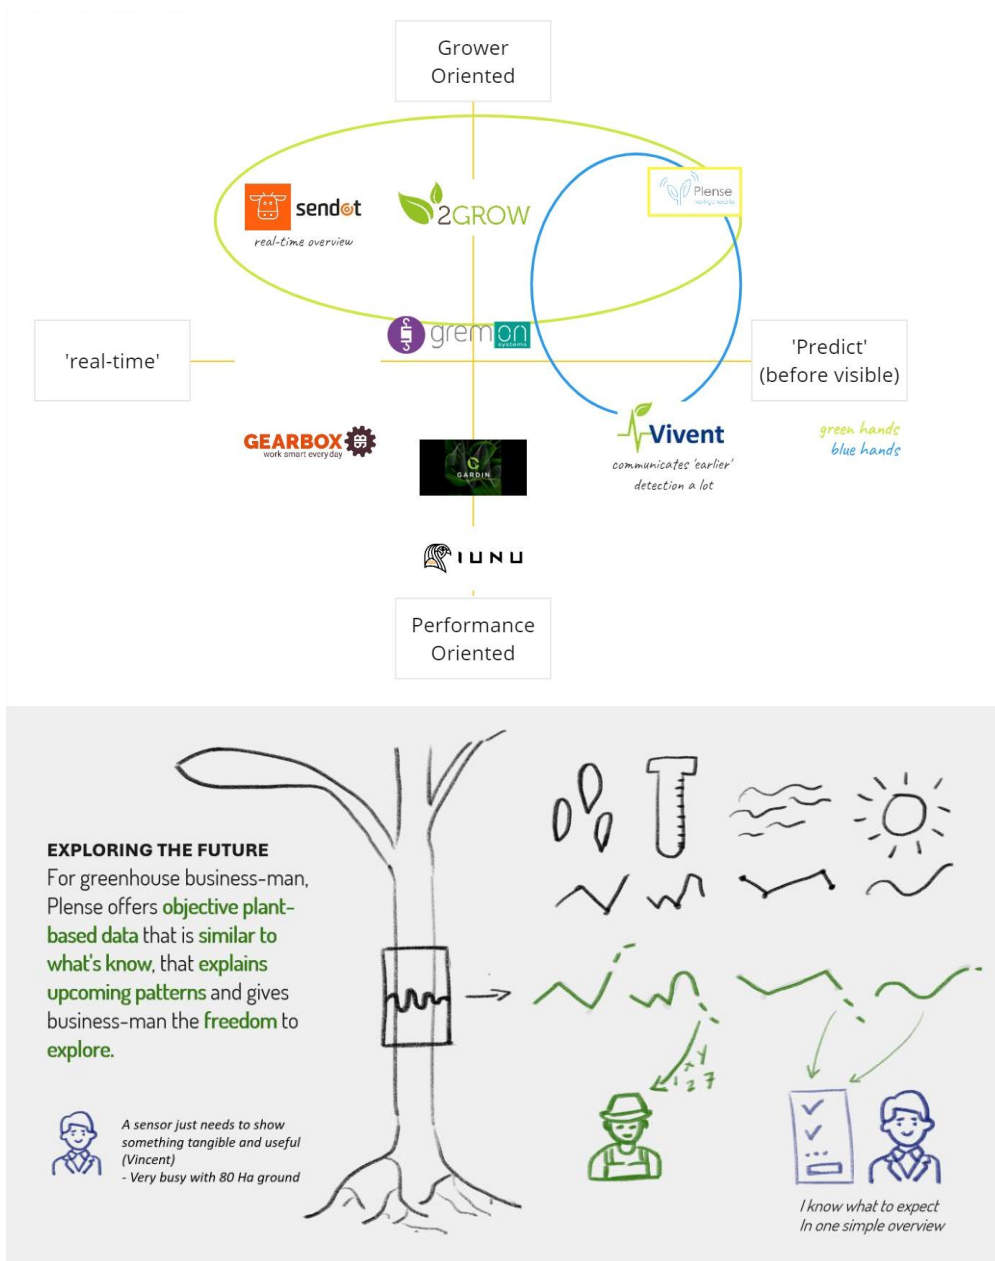 Grower
Oriented
sendot
real-time overview
2GROW
Plense
gremon
systems
'real-time'
'Predict'
(before visible)
GEARBOX
work smart everyday
GARDIN
Vivent
communicates 'earlier'
detection a lot
green hands
blue hands
IUNU
Performance
Oriented
EXPLORING THE FUTURE
For greenhouse business-man,
Plense offers objective plant-
based data that is similar to
what's know, that explains
upcoming patterns and gives
business-man the freedom to
explore.
A sensor just needs to show
something tangible and useful
(Vincent)
- Very busy with 80 Ha ground
x y
1 2 7
I know what to expect
In one simple overview